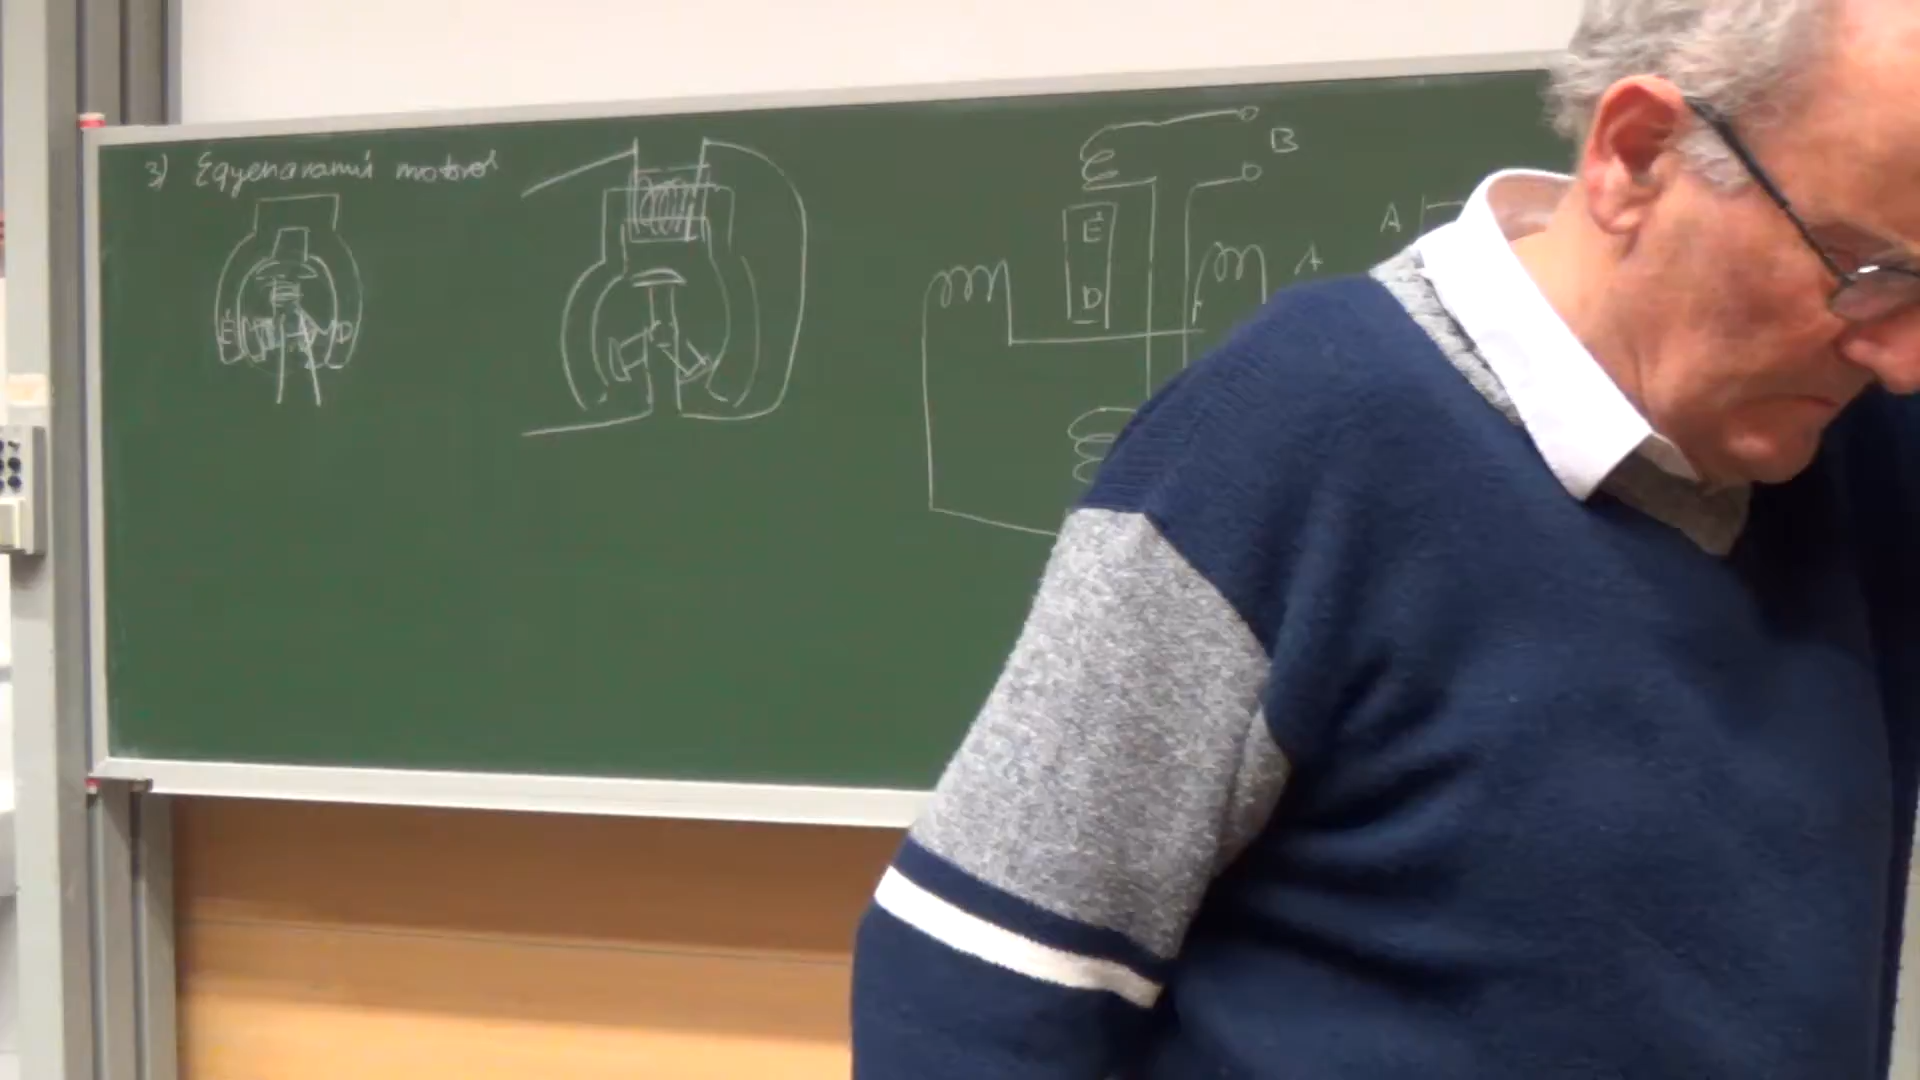 3) Egyenáramú motorok
É D
É
D
B
A
A